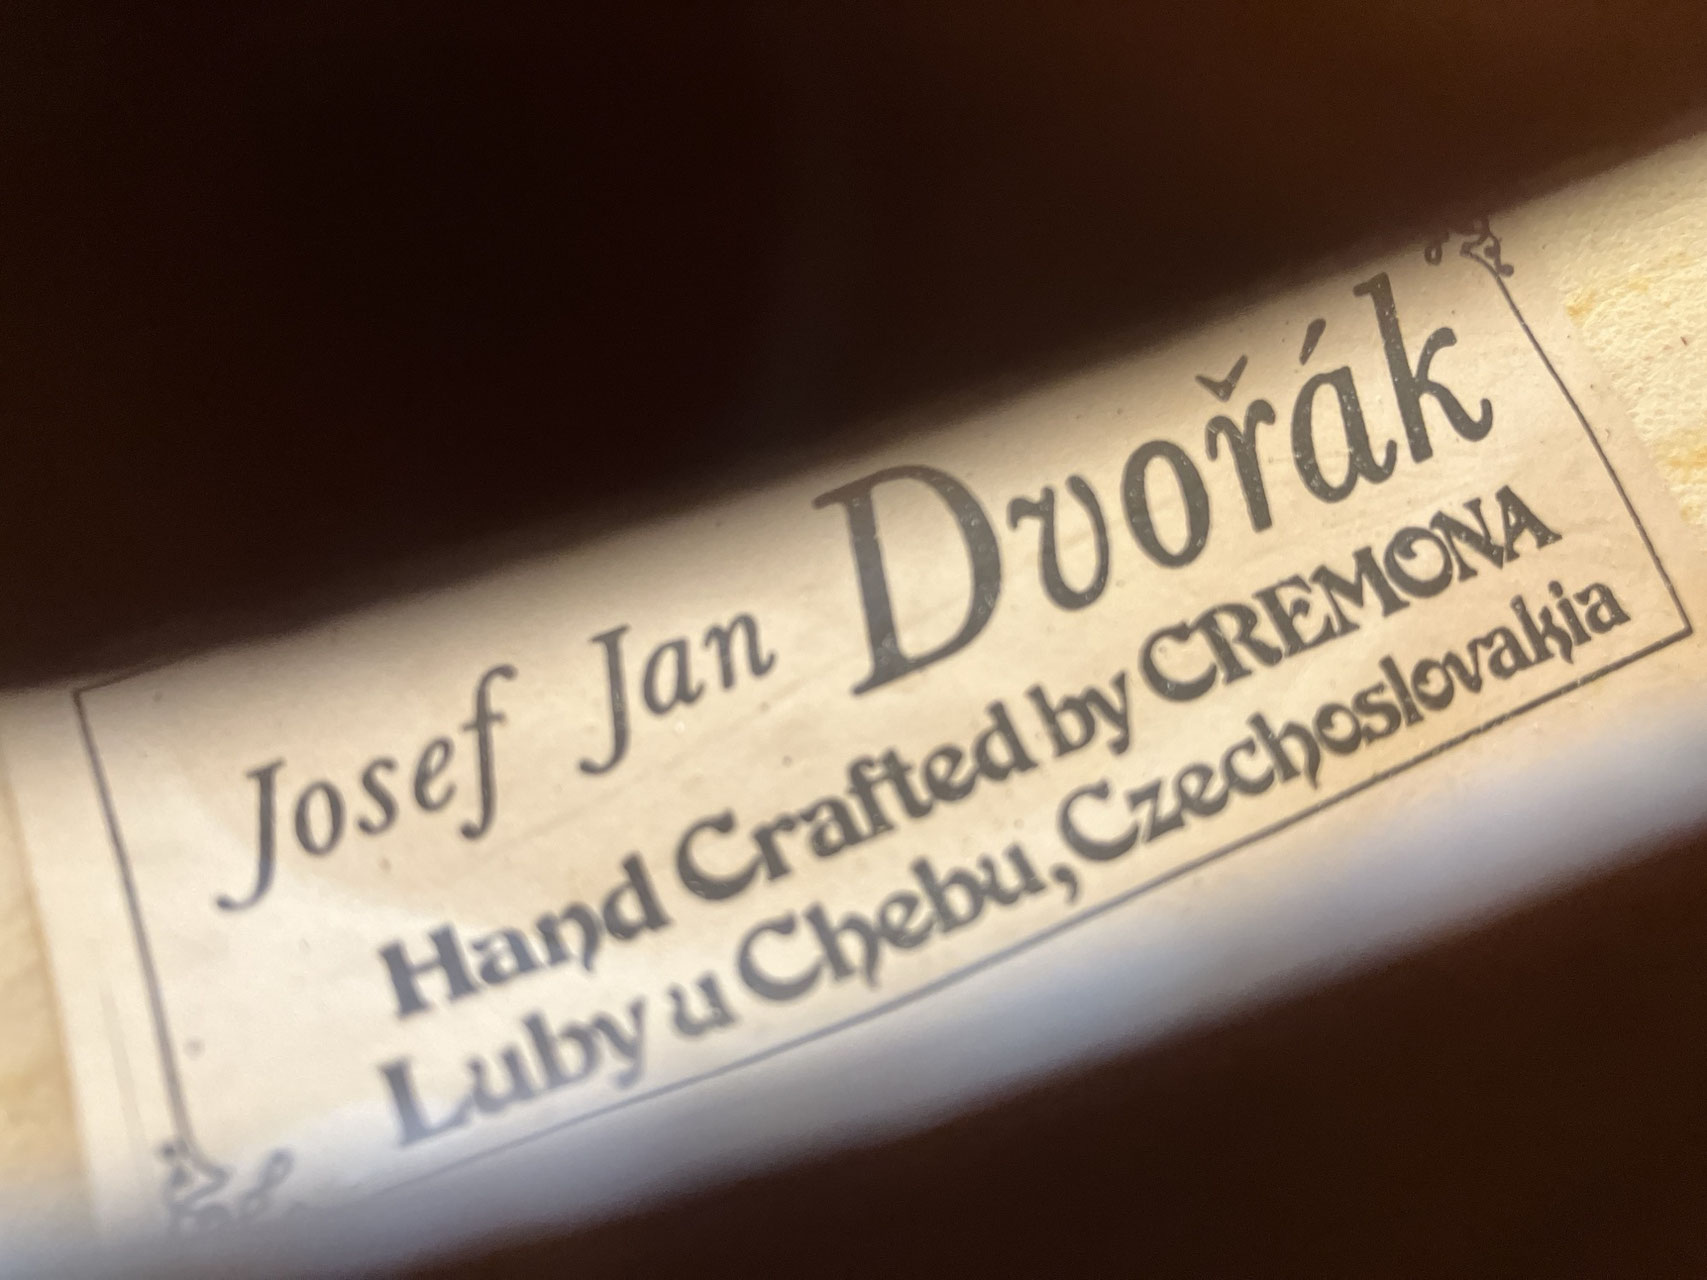 Josef Jan Dvořák
Hand Crafted by CREMONA
Luby u Chebu, Czechoslovakia